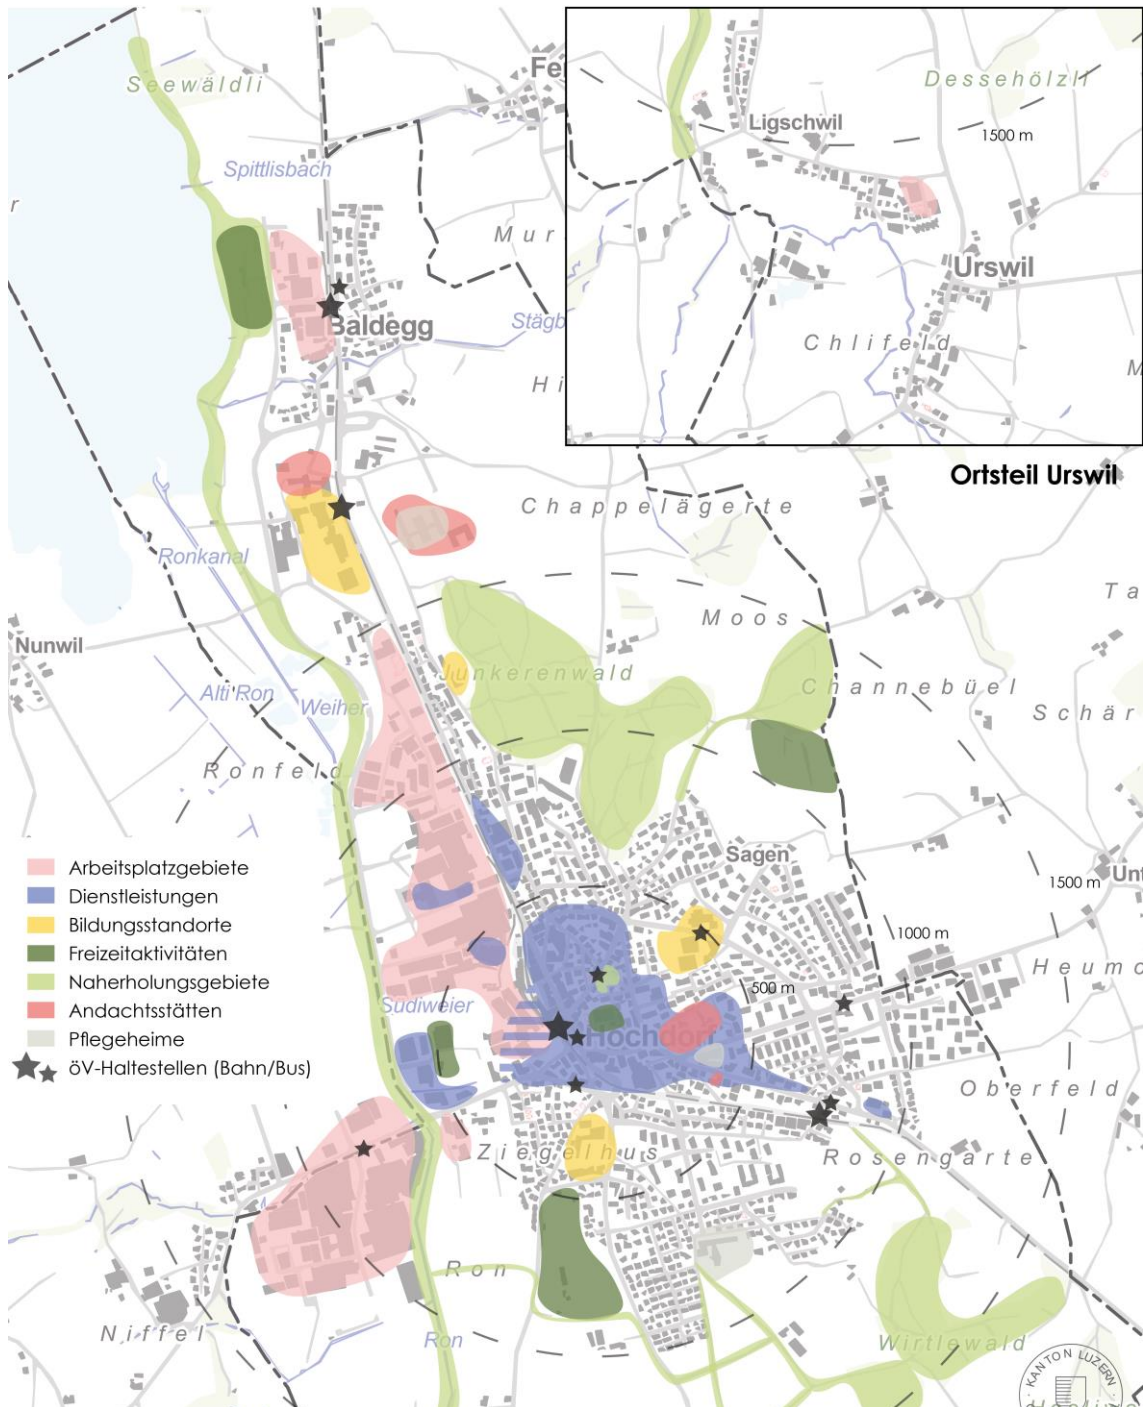 Seewäldli
Fe
Spittlisbach
r
Mur
Baldegg
Stägb
Hi
Ligschwil
Dessehölzli
1500 m
Urswil
Chlifeld
M
Ortsteil Urswil
Chappelägerte
Ronkanal
Moos
Ta
Nunwil
Junkerenwald
Channebüel
Alti Ron
Weiher
Schär
Ronfeld
Sagen
Arbeitsplatzgebiete
Dienstleistungen
Bildungsstandorte
Freizeitaktivitäten
Naherholungsgebiete
Andachtsstätten
Pflegeheime
öV-Haltestellen (Bahn/Bus)
1500 m
Unt
1000 m
Heumo
500 m
Sudiweier
Hochdorf
Oberfeld
Ziegelhus
Rosengarte
Ron
Niffel
Ron
Wirtlewald
KANTON LUZERN